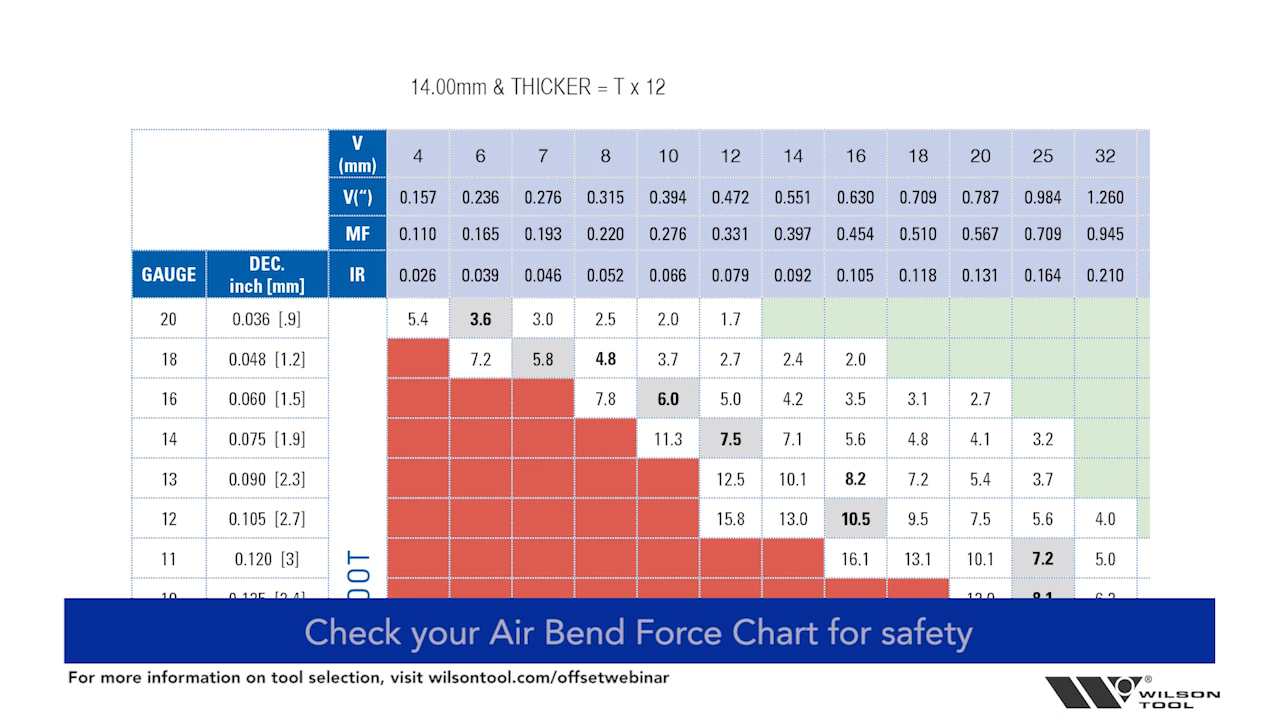 14.00mm & THICKER = T x 12
V (mm) 4 6 7 8 10 12 14 16 18 20 25 32
V(“) 0.157 0.236 0.276 0.315 0.394 0.472 0.551 0.630 0.709 0.787 0.984 1.260
MF 0.110 0.165 0.193 0.220 0.276 0.331 0.397 0.454 0.510 0.567 0.709 0.945
GAUGE DEC. inch [mm] IR 0.026 0.039 0.046 0.052 0.066 0.079 0.092 0.105 0.118 0.131 0.164 0.210
20 0.036 [.9] 5.4 3.6 3.0 2.5 2.0 1.7
18 0.048 [1.2] 7.2 5.8 4.8 3.7 2.7 2.4 2.0
16 0.060 [1.5] 7.8 6.0 5.0 4.2 3.5 3.1 2.7
14 0.075 [1.9] 11.3 7.5 7.1 5.6 4.8 4.1 3.2
13 0.090 [2.3] 12.5 10.1 8.2 7.2 5.4 3.7
12 0.105 [2.7] 15.8 13.0 10.5 9.5 7.5 5.6 4.0
11 0.120 [3] 16.1 13.1 10.1 7.2 5.0
Check your Air Bend Force Chart for safety
For more information on tool selection, visit wilsontool.com/offsetwebinar
WILSON
TOOL
®